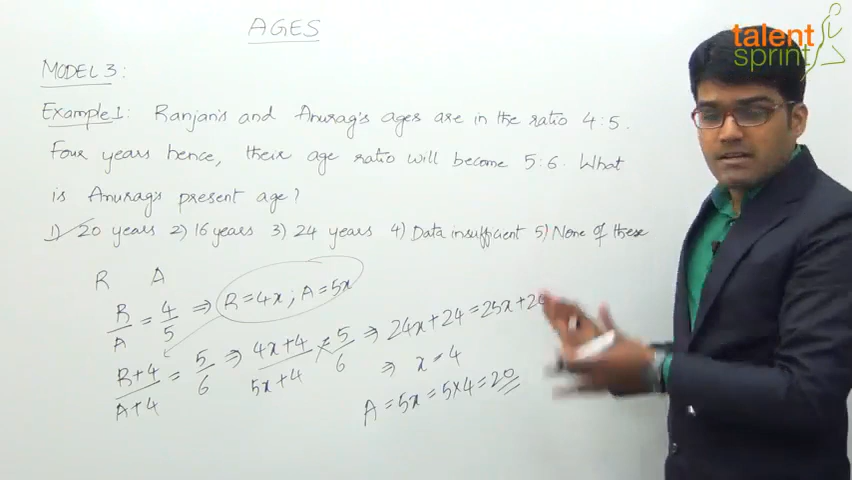 AGES
talent
sprint
MODEL 3:
Example 1: Ranjan's and Anurag's ages are in the ratio 4:5.
Four years hence, their age ratio will become 5:6. What
is Anurag's present age?
1) 20 years 2) 16 years 3) 24 years 4) Data insufficient 5) None of these
R A
R/A = 4/5 ⇒ R=4x; A=5x
R+4/A+4 = 5/6 ⇒ 4x+4/5x+4 = 5/6 ⇒ 24x+24=25x+20
⇒ x=4
A=5x=5×4=20